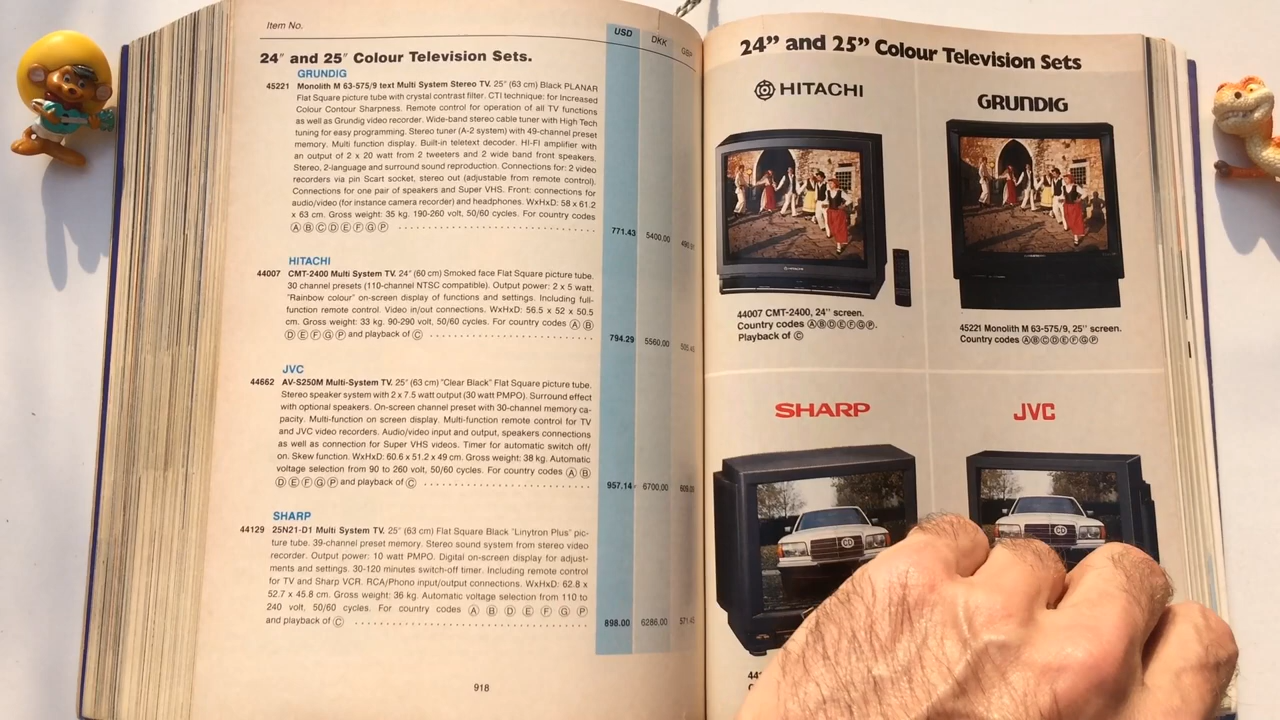 Item No.
USD DKK GBP
24" and 25" Colour Television Sets.
GRUNDIG
45221 Monolith M 63-575/9 text Multi System Stereo TV. 25" (63 cm) Black PLANAR
Flat Square picture tube with crystal contrast filter. CTI technique: for Increased
Colour Contour Sharpness. Remote control for operation of all TV functions
as well as Grundig video recorder. Wide-band stereo cable tuner with High Tech
tuning for easy programming. Stereo tuner (A-2 system) with 49-channel preset
memory. Multi function display. Built-in teletext decoder. HI-FI amplifier with
an output of 2 x 20 watt from 2 tweeters and 2 wide band front speakers.
Stereo, 2-language and surround sound reproduction. Connections for: 2 video
recorders via pin Scart socket, stereo out (adjustable from remote control).
Connections for one pair of speakers and Super VHS. Front: connections for
audio/video (for instance camera recorder) and headphones. WxHxD: 58 x 61.2
x 63 cm. Gross weight: 35 kg. 190-260 volt, 50/60 cycles. For country codes
Ⓐ Ⓑ Ⓒ Ⓓ Ⓔ Ⓕ Ⓖ Ⓟ 771.43 5400,00
HITACHI
44007 CMT-2400 Multi System TV. 24" (60 cm) Smoked face Flat Square picture tube.
30 channel presets (110-channel NTSC compatible). Output power: 2 x 5 watt.
"Rainbow colour" on-screen display of functions and settings. Including full-
function remote control. Video in/out connections. WxHxD: 56.5 x 52 x 50.5
cm. Gross weight: 33 kg. 90-290 volt, 50/60 cycles. For country codes Ⓐ Ⓑ
Ⓓ Ⓔ Ⓕ Ⓖ Ⓟ and playback of Ⓒ 794.29 5560,00
JVC
44662 AV-S250M Multi-System TV. 25" (63 cm) "Clear Black" Flat Square picture tube.
Stereo speaker system with 2 x 7.5 watt output (30 watt PMPO). Surround effect
with optional speakers. On-screen channel preset with 30-channel memory ca-
pacity. Multi-function on screen display. Multi-function remote control for TV
and JVC video recorders. Audio/video input and output, speakers connections
as well as connection for Super VHS videos. Timer for automatic switch off/
on. Skew function. WxHxD: 60.6 x 51.2 x 49 cm. Gross weight: 38 kg. Automatic
voltage selection from 90 to 260 volt, 50/60 cycles. For country codes Ⓐ Ⓑ
Ⓓ Ⓔ Ⓕ Ⓖ Ⓟ and playback of Ⓒ 957.14 6700,00
SHARP
44129 25N21-D1 Multi System TV. 25" (63 cm) Flat Square Black "Linytron Plus" pic-
ture tube. 39-channel preset memory. Stereo sound system from stereo video
recorder. Output power: 10 watt PMPO. Digital on-screen display for adjust-
ments and settings. 30-120 minutes switch-off timer. Including remote control
for TV and Sharp VCR. RCA/Phono input/output connections. WxHxD: 62.8 x
52.7 x 45.8 cm. Gross weight: 36 kg. Automatic voltage selection from 110 to
240 volt, 50/60 cycles. For country codes Ⓐ Ⓑ Ⓓ Ⓔ Ⓕ Ⓖ Ⓟ
and playback of Ⓒ 898.00 6286,00
918
24" and 25" Colour Television Sets
HITACHI
44007 CMT-2400, 24" screen.
Country codes ⒶⒷⒹⒺⒻⒼⓅ.
Playback of Ⓒ
GRUNDIG
45221 Monolith M 63-575/9, 25" screen.
Country codes ⒶⒷⒸⒹⒺⒻⒼⓅ
SHARP
CD
JVC
CD